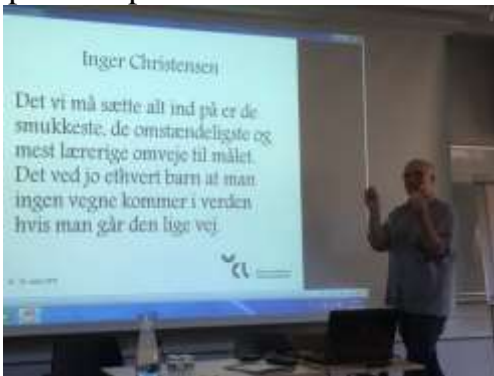 Inger Christensen
Det vi må sætte alt ind på er de
smukkeste, de omstændeligste og
mest lærerige omveje til målet.
Det ved jo ethvert barn at man
ingen vegne kommer i verden
hvis man går den lige vej.
UCL